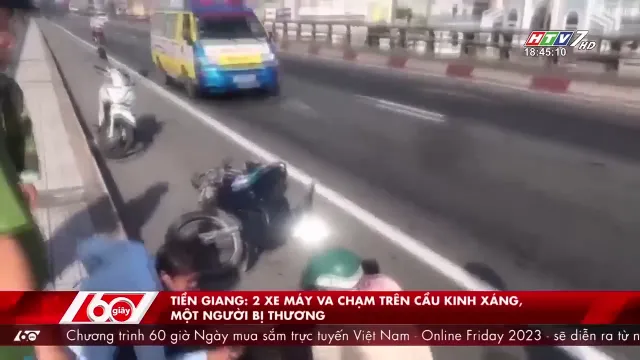 HTV7 HD
18:45:10
60 giây
TIỀN GIANG: 2 XE MÁY VA CHẠM TRÊN CẦU KINH XÁNG,
MỘT NGƯỜI BỊ THƯƠNG
60s Chương trình 60 giờ Ngày mua sắm trực tuyến Việt Nam - Online Friday 2023 - sẽ diễn ra từ n